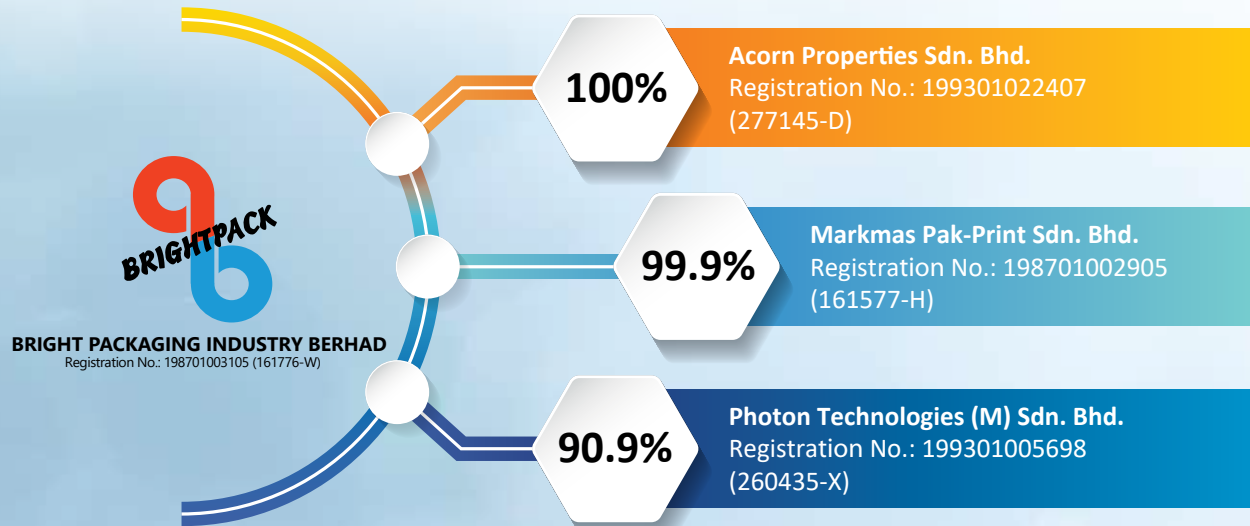 BRIGHTPACK
BRIGHT PACKAGING INDUSTRY BERHAD
Registration No.: 198701003105 (161776-W)
100%
Acorn Properties Sdn. Bhd.
Registration No.: 199301022407
(277145-D)
99.9%
Markmas Pak-Print Sdn. Bhd.
Registration No.: 198701002905
(161577-H)
90.9%
Photon Technologies (M) Sdn. Bhd.
Registration No.: 199301005698
(260435-X)